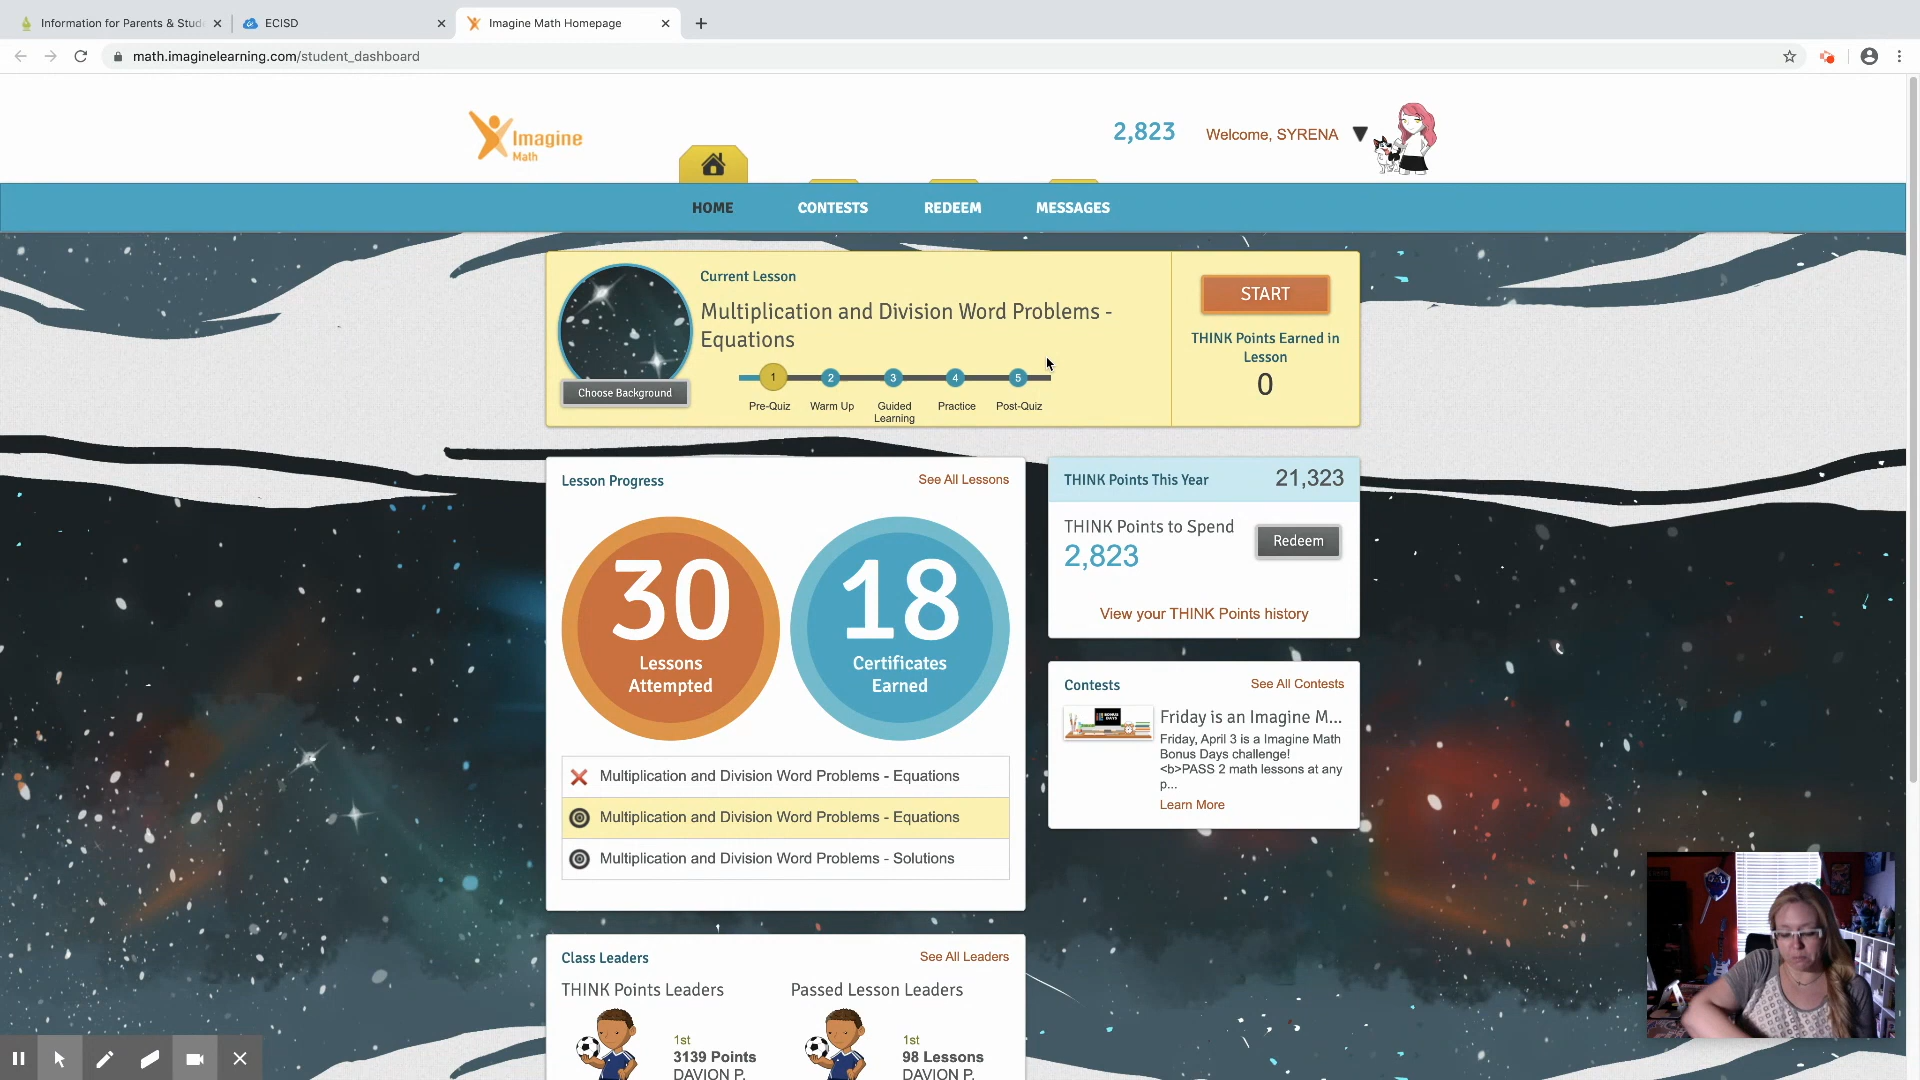 Information for Parents & Stud
ECISD
Imagine Math Homepage
math.imaginelearning.com/student_dashboard
Imagine
Math
2,823
Welcome, SYRENA
HOME
CONTESTS
REDEEM
MESSAGES
Current Lesson
Multiplication and Division Word Problems -
Equations
1
2
3
4
5
Pre-Quiz
Warm Up
Guided
Learning
Practice
Post-Quiz
Choose Background
START
THINK Points Earned in
Lesson
0
Lesson Progress
See All Lessons
30
Lessons
Attempted
18
Certificates
Earned
Multiplication and Division Word Problems - Equations
Multiplication and Division Word Problems - Equations
Multiplication and Division Word Problems - Solutions
THINK Points This Year
21,323
THINK Points to Spend
2,823
Redeem
View your THINK Points history
Contests
See All Contests
BONUS
DAYS
Friday is an Imagine M...
Friday, April 3 is a Imagine Math
Bonus Days challenge!
<b>PASS 2 math lessons at any
p...
Learn More
Class Leaders
See All Leaders
THINK Points Leaders
1st
3139 Points
DAVION P.
Passed Lesson Leaders
1st
98 Lessons
DAVION P.